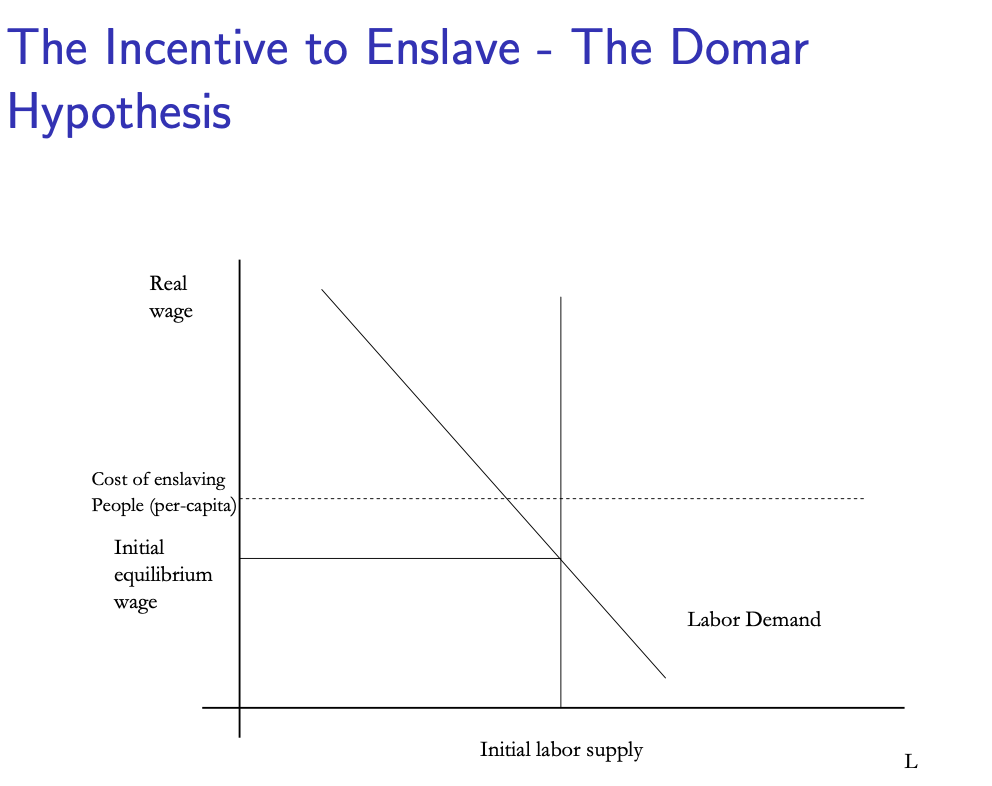 The Incentive to Enslave - The Domar
Hypothesis
Real
wage
Cost of enslaving
People (per-capita)
Initial
equilibrium
wage
Labor Demand
Initial labor supply
L